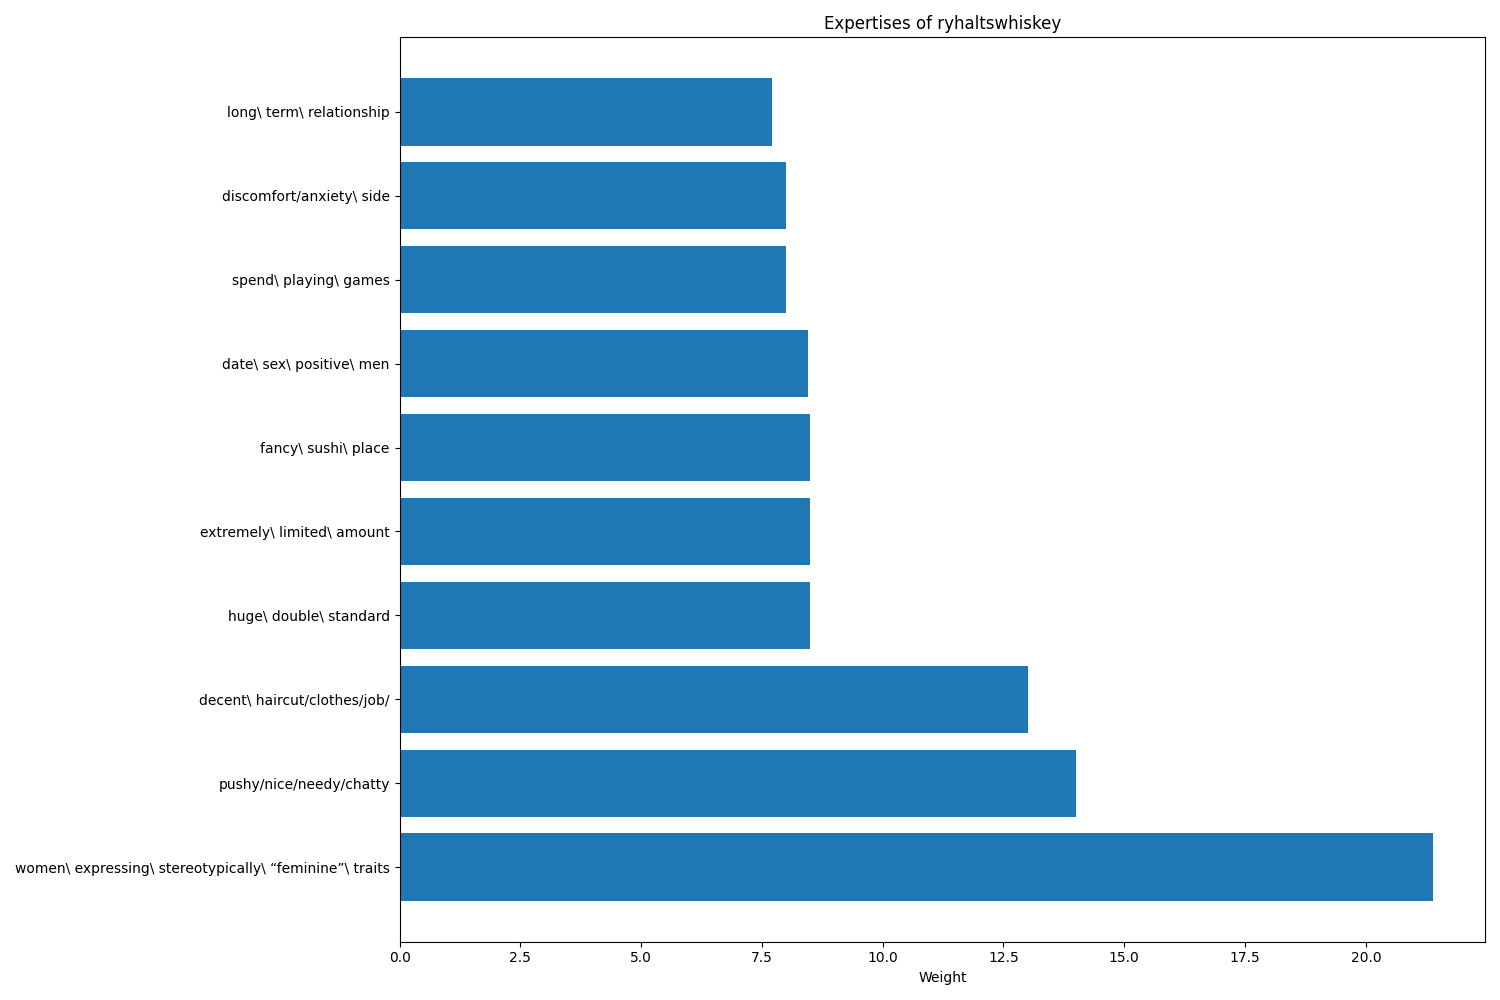 Expertises of ryhaltswhiskey
long\ term\ relationship
discomfort/anxiety\ side
spend\ playing\ games
date\ sex\ positive\ men
fancy\ sushi\ place
extremely\ limited\ amount
huge\ double\ standard
decent\ haircut/clothes/job/
pushy/nice/needy/chatty
women\ expressing\ stereotypically\ “feminine”\ traits
0.0 2.5 5.0 7.5 10.0 12.5 15.0 17.5 20.0
Weight